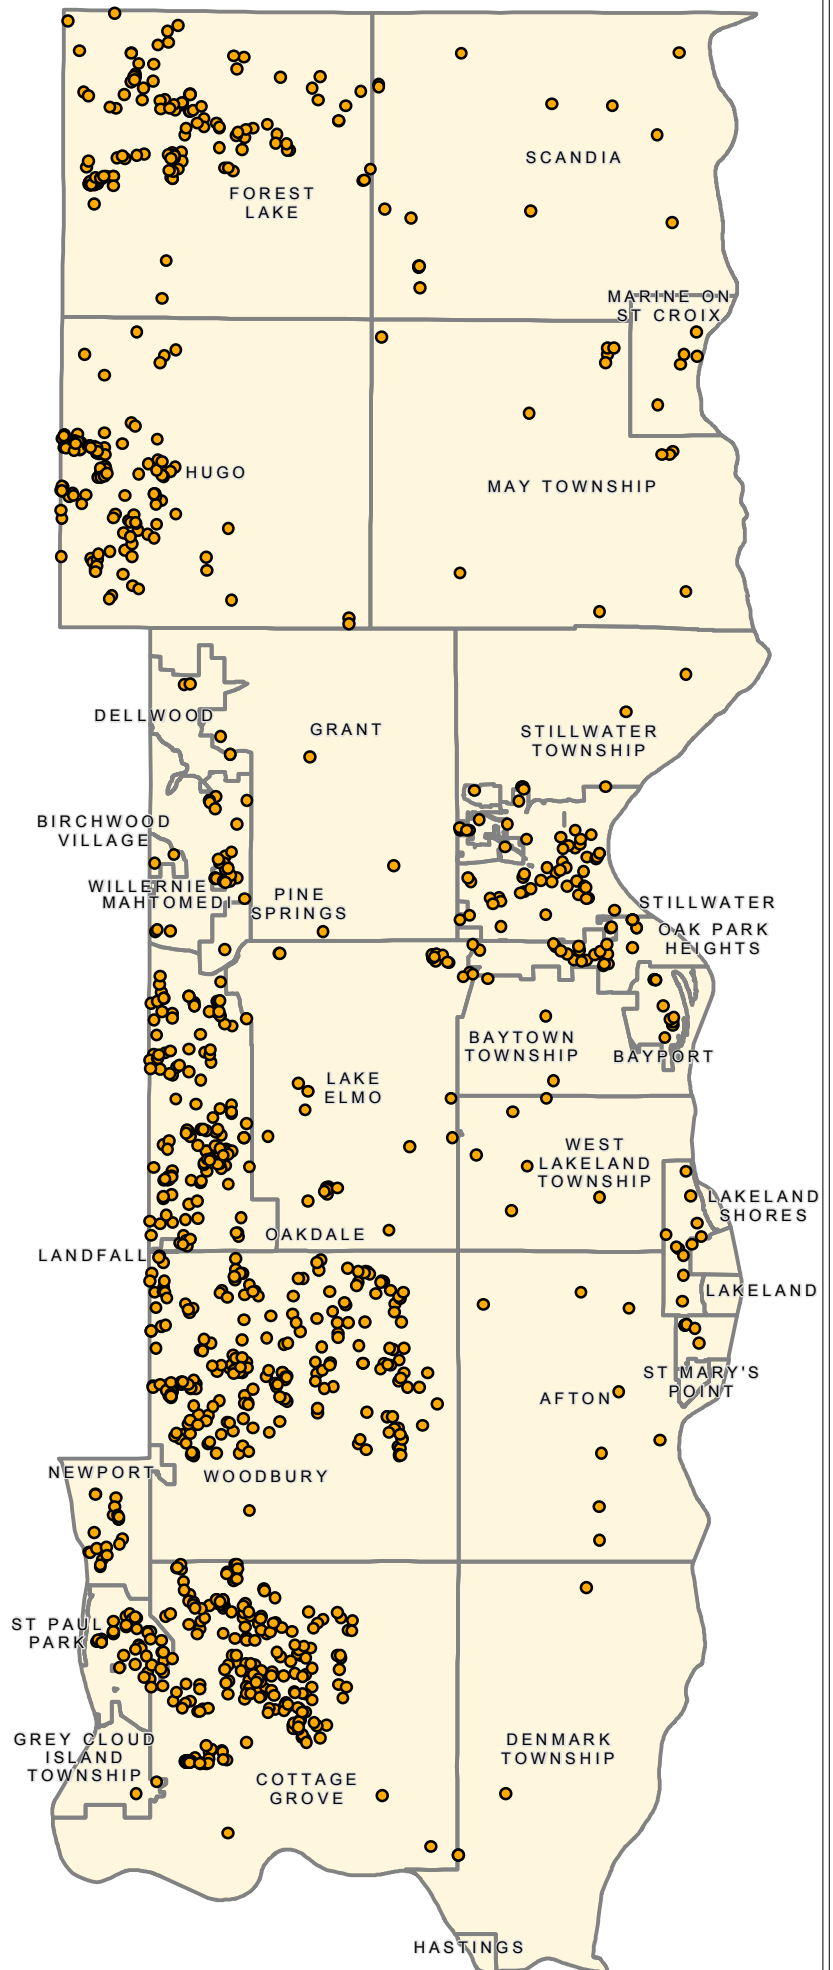 SCANDIA
FOREST
LAKE
MARINE ON
ST CROIX
HUGO
MAY TOWNSHIP
DELLWOOD
GRANT
STILLWATER
TOWNSHIP
BIRCHWOOD
VILLAGE
WILLERNIE
MAHTOMEDI
PINE
SPRINGS
STILLWATER
OAK PARK
HEIGHTS
BAYTOWN
TOWNSHIP
BAYPORT
LAKE
ELMO
WEST
LAKELAND
TOWNSHIP
LAKELAND
SHORES
OAKDALE
LANDFALL
LAKELAND
ST MARY'S
POINT
AFTON
NEWPORT
WOODBURY
ST PAUL
PARK
GREY CLOUD
ISLAND
TOWNSHIP
DENMARK
TOWNSHIP
COTTAGE
GROVE
HASTINGS